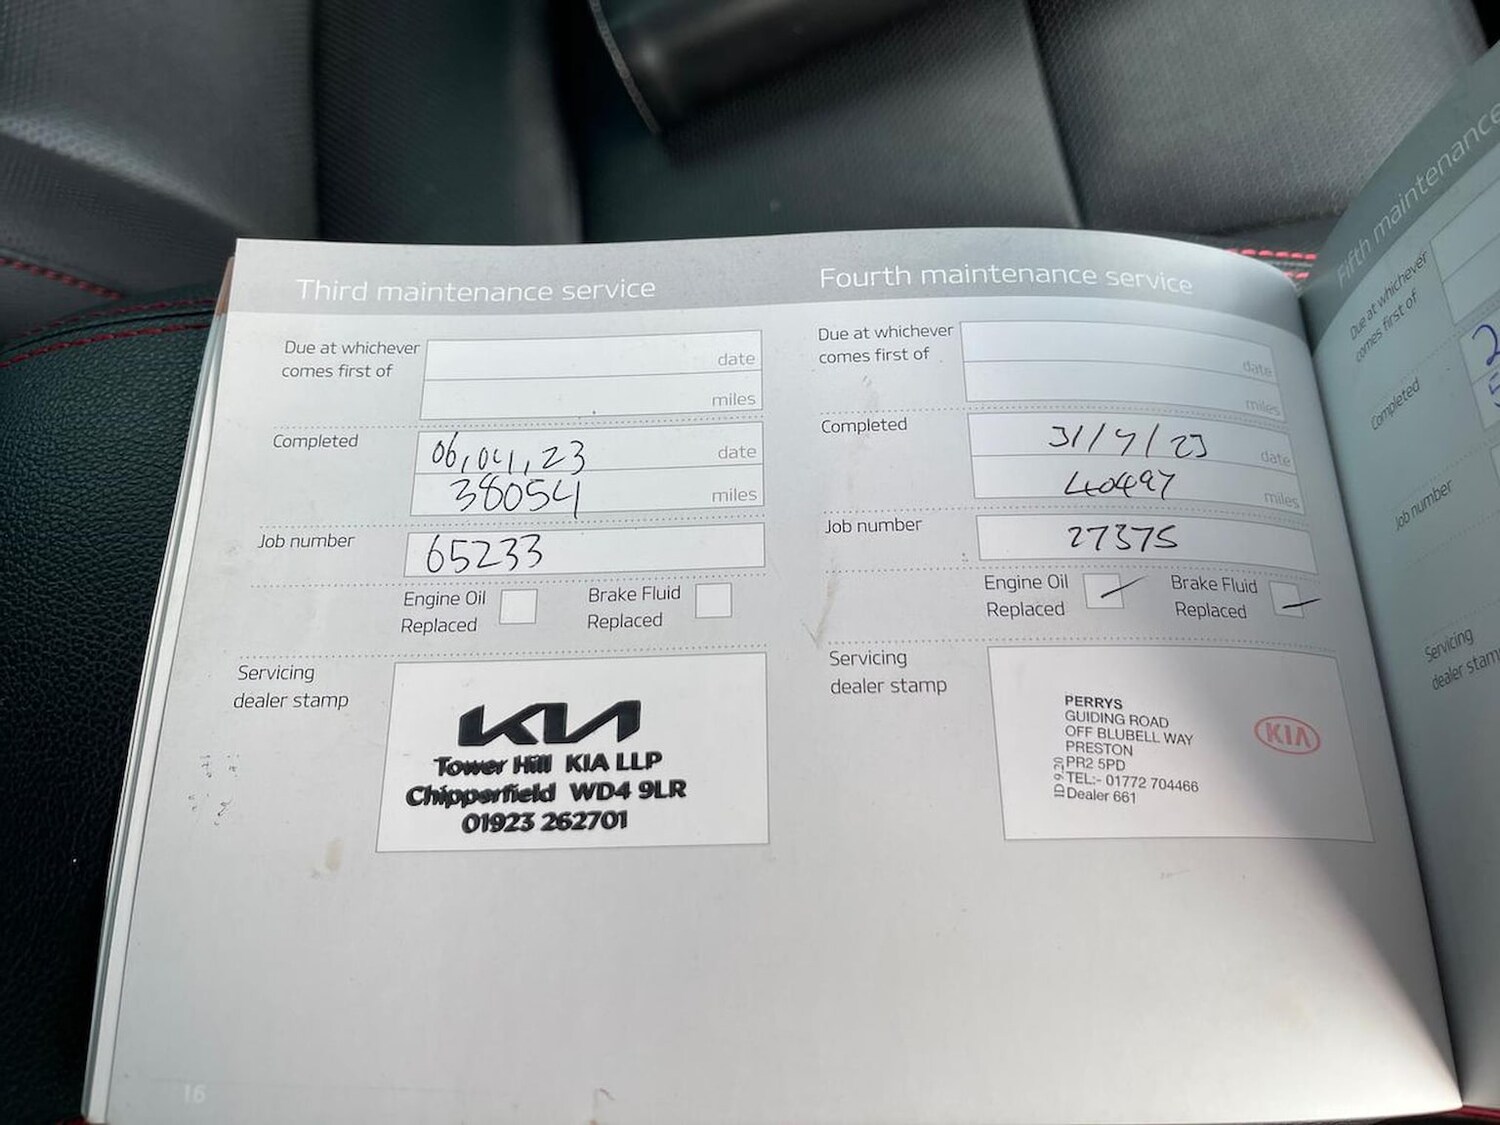 Third maintenance service
Due at whichever
comes first of
date
miles
Completed
06,04,23
date
38054
miles
Job number
65233
Engine Oil
Replaced
Brake Fluid
Replaced
Servicing
dealer stamp
KIA
Tower Hill KIA LLP
Chipperfield WD4 9LR
01923 262701
16
Fourth maintenance service
Due at whichever
comes first of
date
miles
Completed
31/7/23
date
40497
miles
Job number
27375
Engine Oil
Replaced
Brake Fluid
Replaced
Servicing
dealer stamp
PERRYS
GUIDING ROAD
OFF BLUBELL WAY
PRESTON
PR2 5PD
TEL:- 01772 704466
Dealer 661
KIA
Fifth maintenance
Due at whichever
comes first of
Completed
2
5
Job number
Servicing
dealer stamp